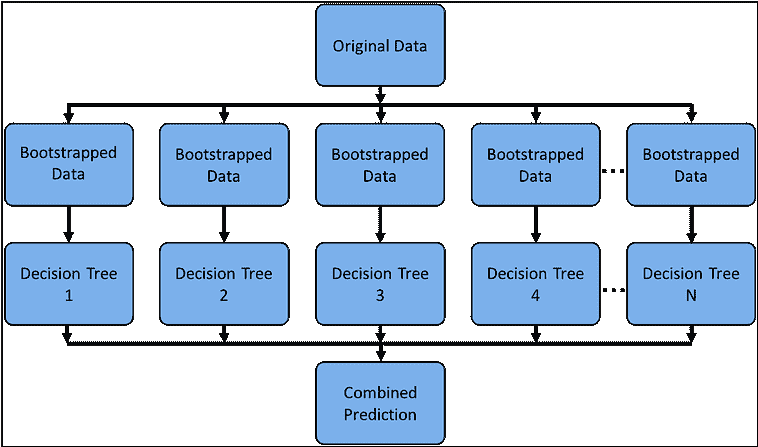 Original Data
Bootstrapped
Data
Bootstrapped
Data
Bootstrapped
Data
Bootstrapped
Data
Bootstrapped
Data
Decision Tree
1
Decision Tree
2
Decision Tree
3
Decision Tree
4
Decision Tree
N
Combined
Prediction